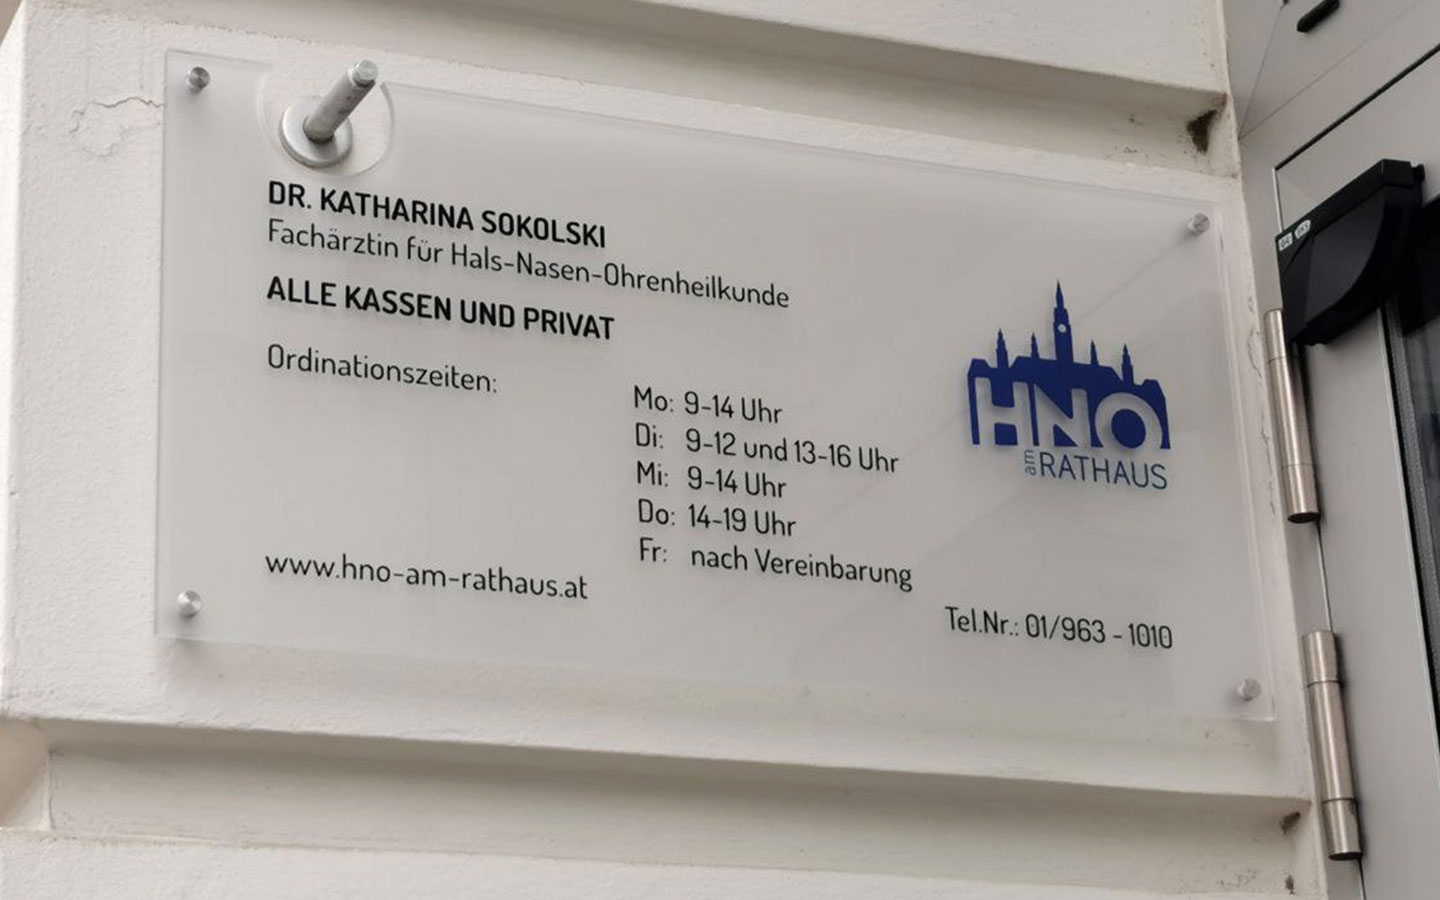 DR. KATHARINA SOKOLSKI
Fachärztin für Hals-Nasen-Ohrenheilkunde
ALLE KASSEN UND PRIVAT
Ordinationszeiten:
Mo: 9-14 Uhr
Di: 9-12 und 13-16 Uhr
Mi: 9-14 Uhr
Do: 14-19 Uhr
Fr: nach Vereinbarung
www.hno-am-rathaus.at
HNO
am RATHAUS
Tel.Nr.: 01/963 - 1010